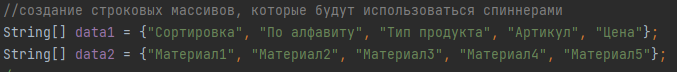 //создание строковых массивов, которые будут использоваться спиннерами
String[] data1 = {"Сортировка", "По алфавиту", "Тип продукта", "Артикул", "Цена"};
String[] data2 = {"Материал1", "Материал2", "Материал3", "Материал4", "Материал5"};